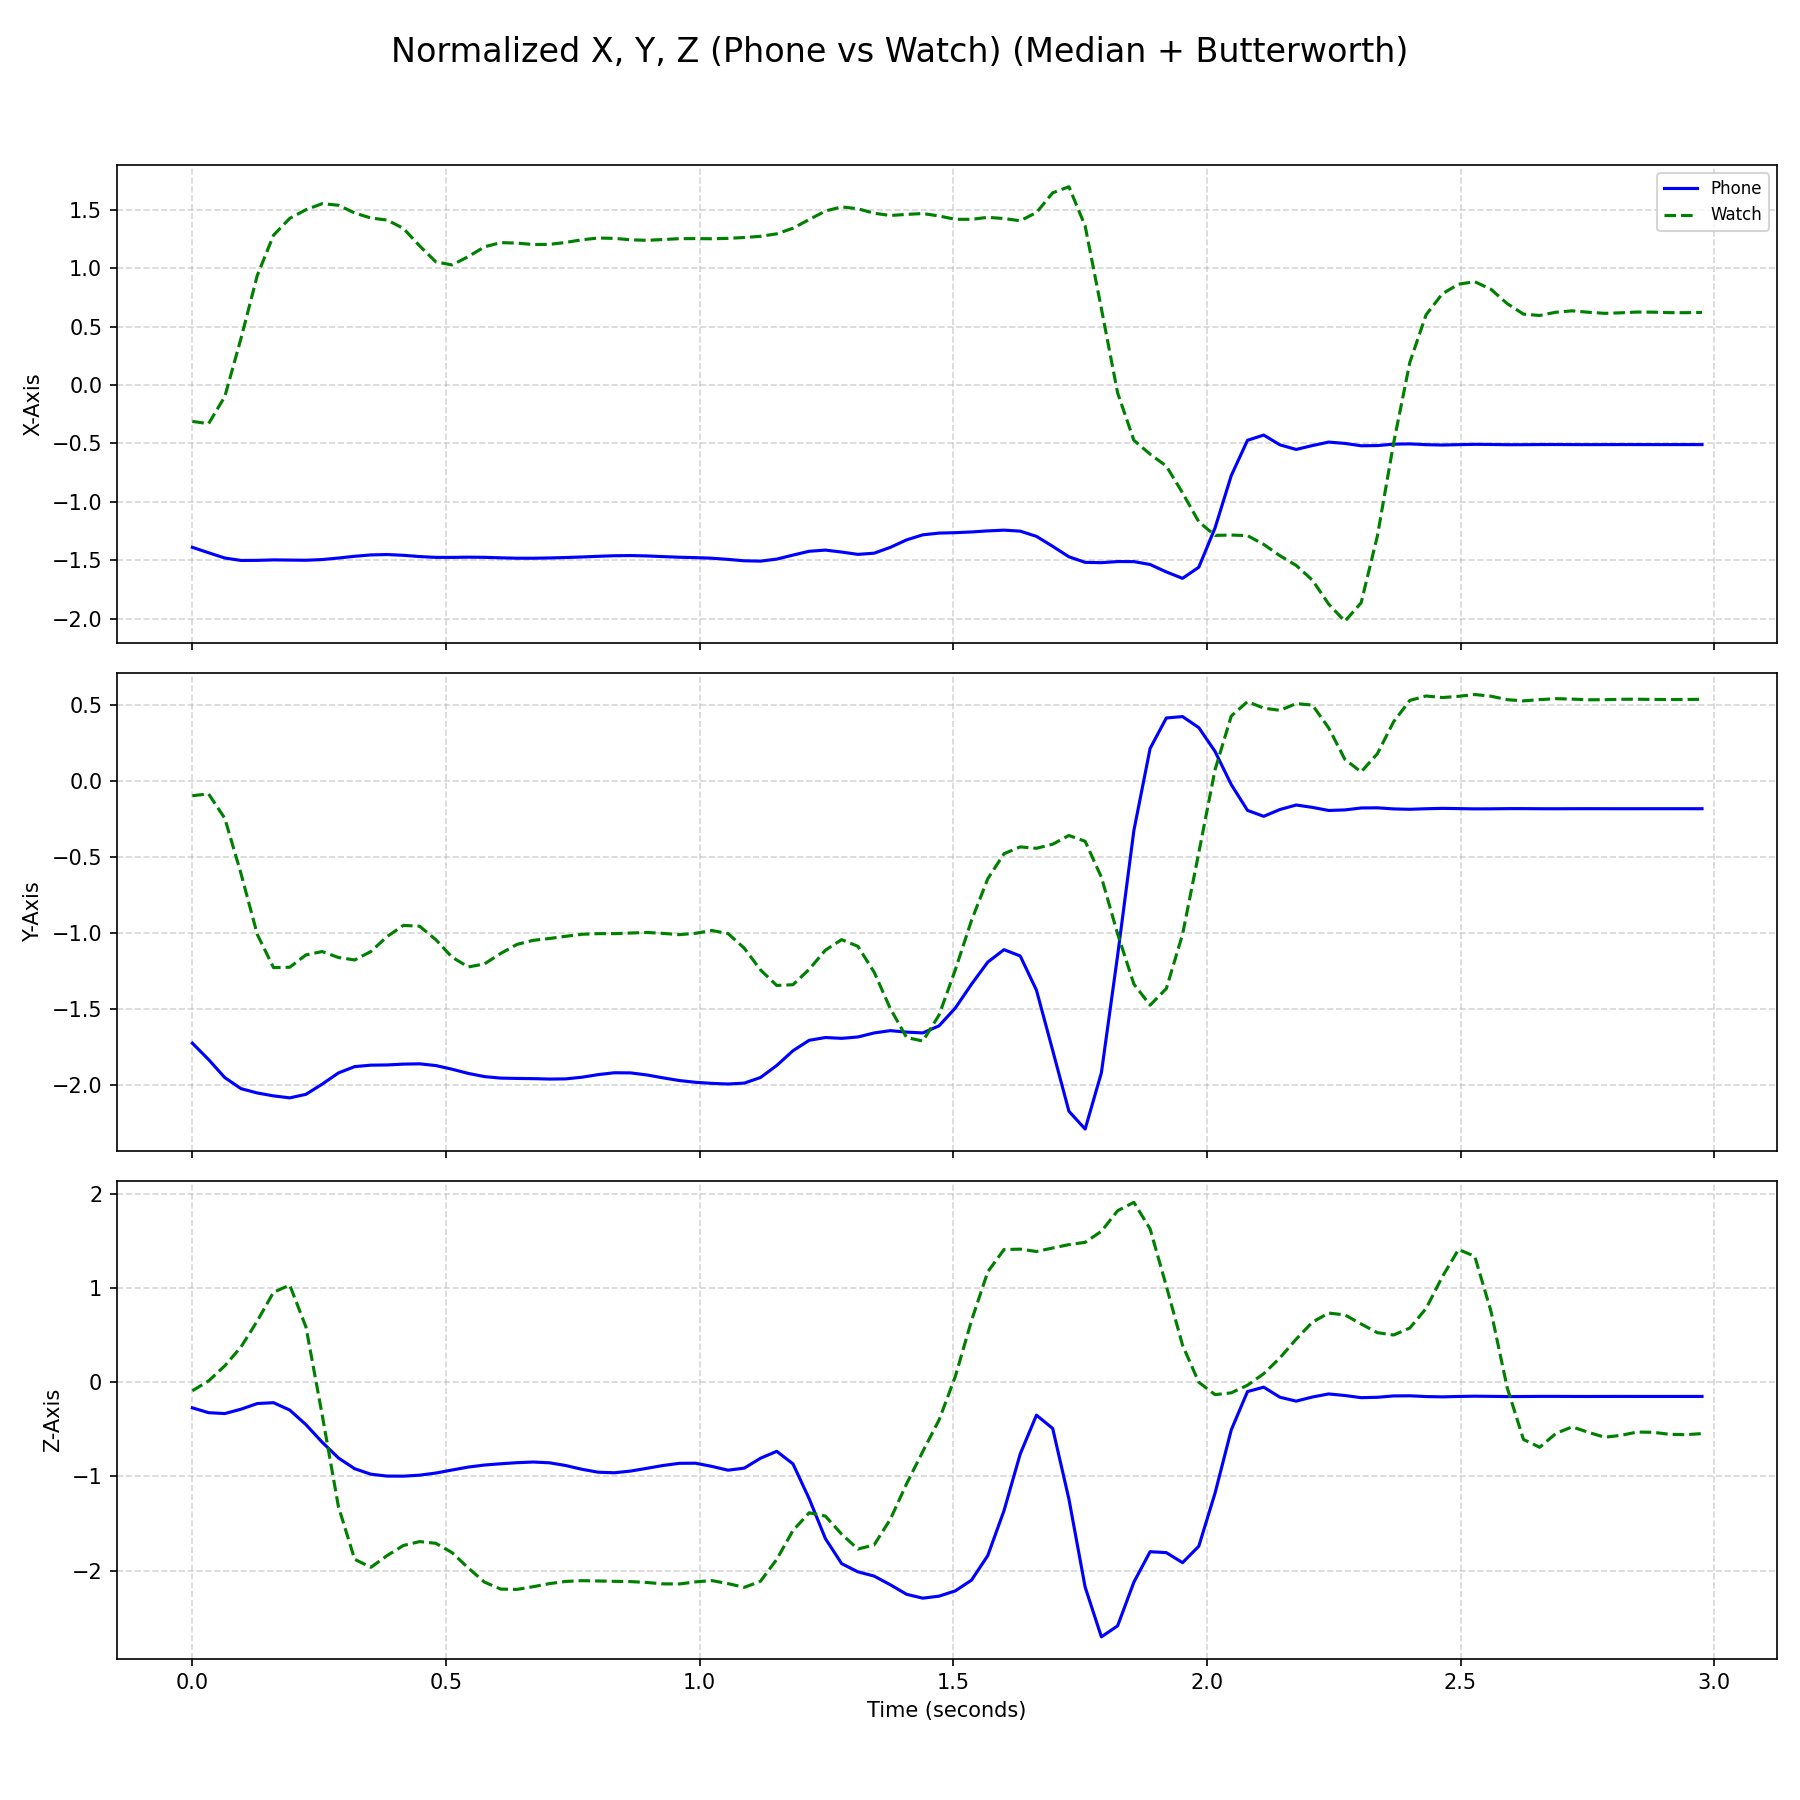 Normalized X, Y, Z (Phone vs Watch) (Median + Butterworth)
Phone
Watch
X-Axis
1.5
1.0
0.5
0.0
−0.5
−1.0
−1.5
−2.0
Y-Axis
0.5
0.0
−0.5
−1.0
−1.5
−2.0
Z-Axis
2
1
0
−1
−2
0.0 0.5 1.0 1.5 2.0 2.5 3.0
Time (seconds)